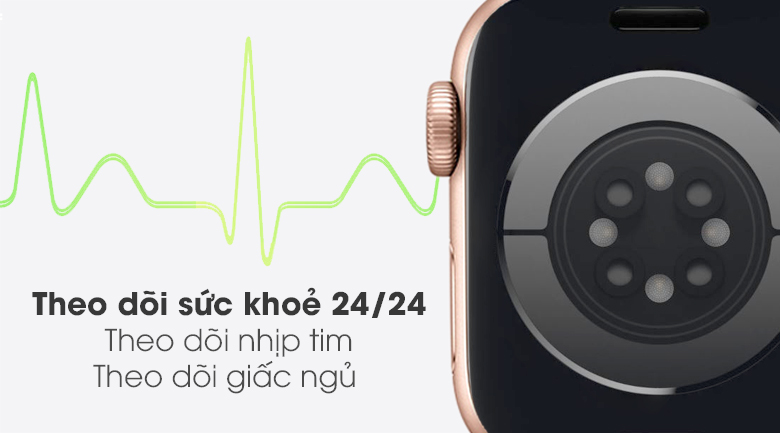 Theo dõi sức khoẻ 24/24
Theo dõi nhịp tim
Theo dõi giấc ngủ